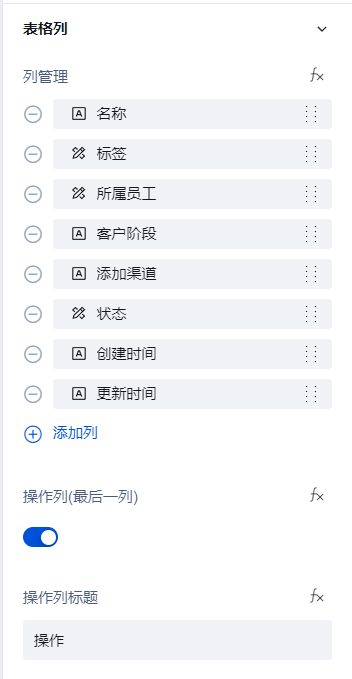 表格列
列管理
名称
标签
所属员工
客户阶段
添加渠道
状态
创建时间
更新时间
添加列
操作列(最后一列)
操作列标题
操作